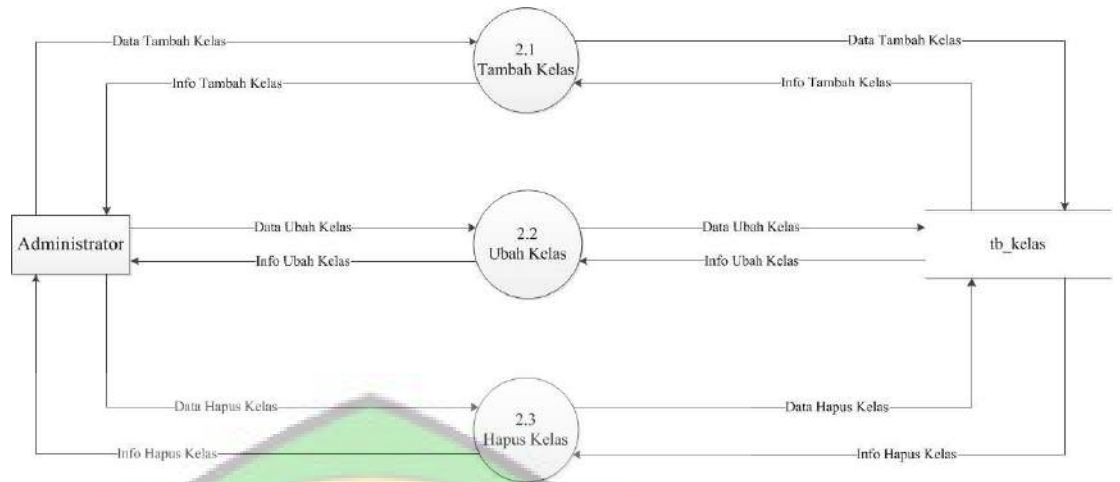 Data Tambah Kelas
2.1
Tambah Kelas
Data Tambah Kelas
Info Tambah Kelas
Info Tambah Kelas
Administrator
Data Ubah Kelas
2.2
Ubah Kelas
Data Ubah Kelas
Info Ubah Kelas
Info Ubah Kelas
tb_kelas
Data Hapus Kelas
2.3
Hapus Kelas
Data Hapus Kelas
Info Hapus Kelas
Info Hapus Kelas